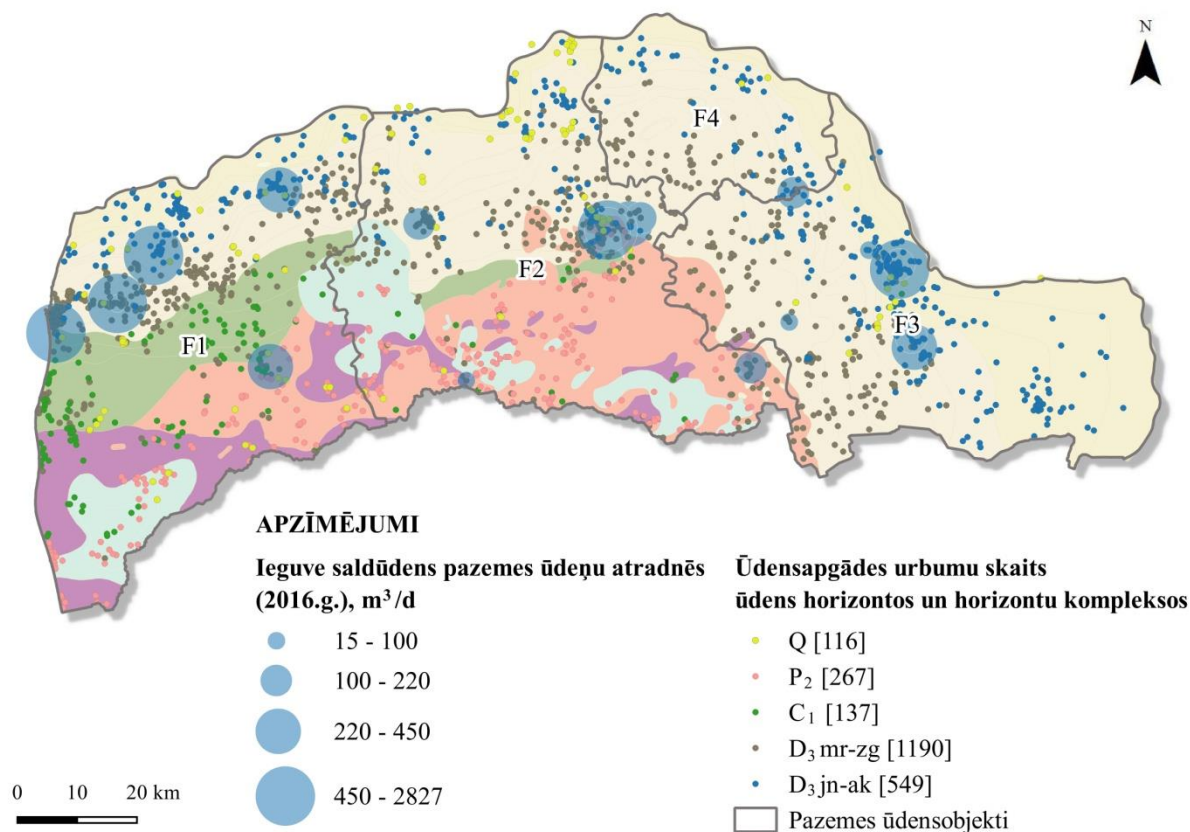 N
F4
F2
F3
F1
APZĪMĒJUMI
Ieguve saldūdens pazemes ūdeņu atradnēs
(2016.g.), m³/d
15 - 100
100 - 220
220 - 450
450 - 2827
Ūdensapgādes urbumu skaits
ūdens horizontos un horizontu kompleksos
Q [116]
P₂ [267]
C₁ [137]
D₃ mr-zg [1190]
D₃ jn-ak [549]
Pazemes ūdensobjekti
0 10 20 km